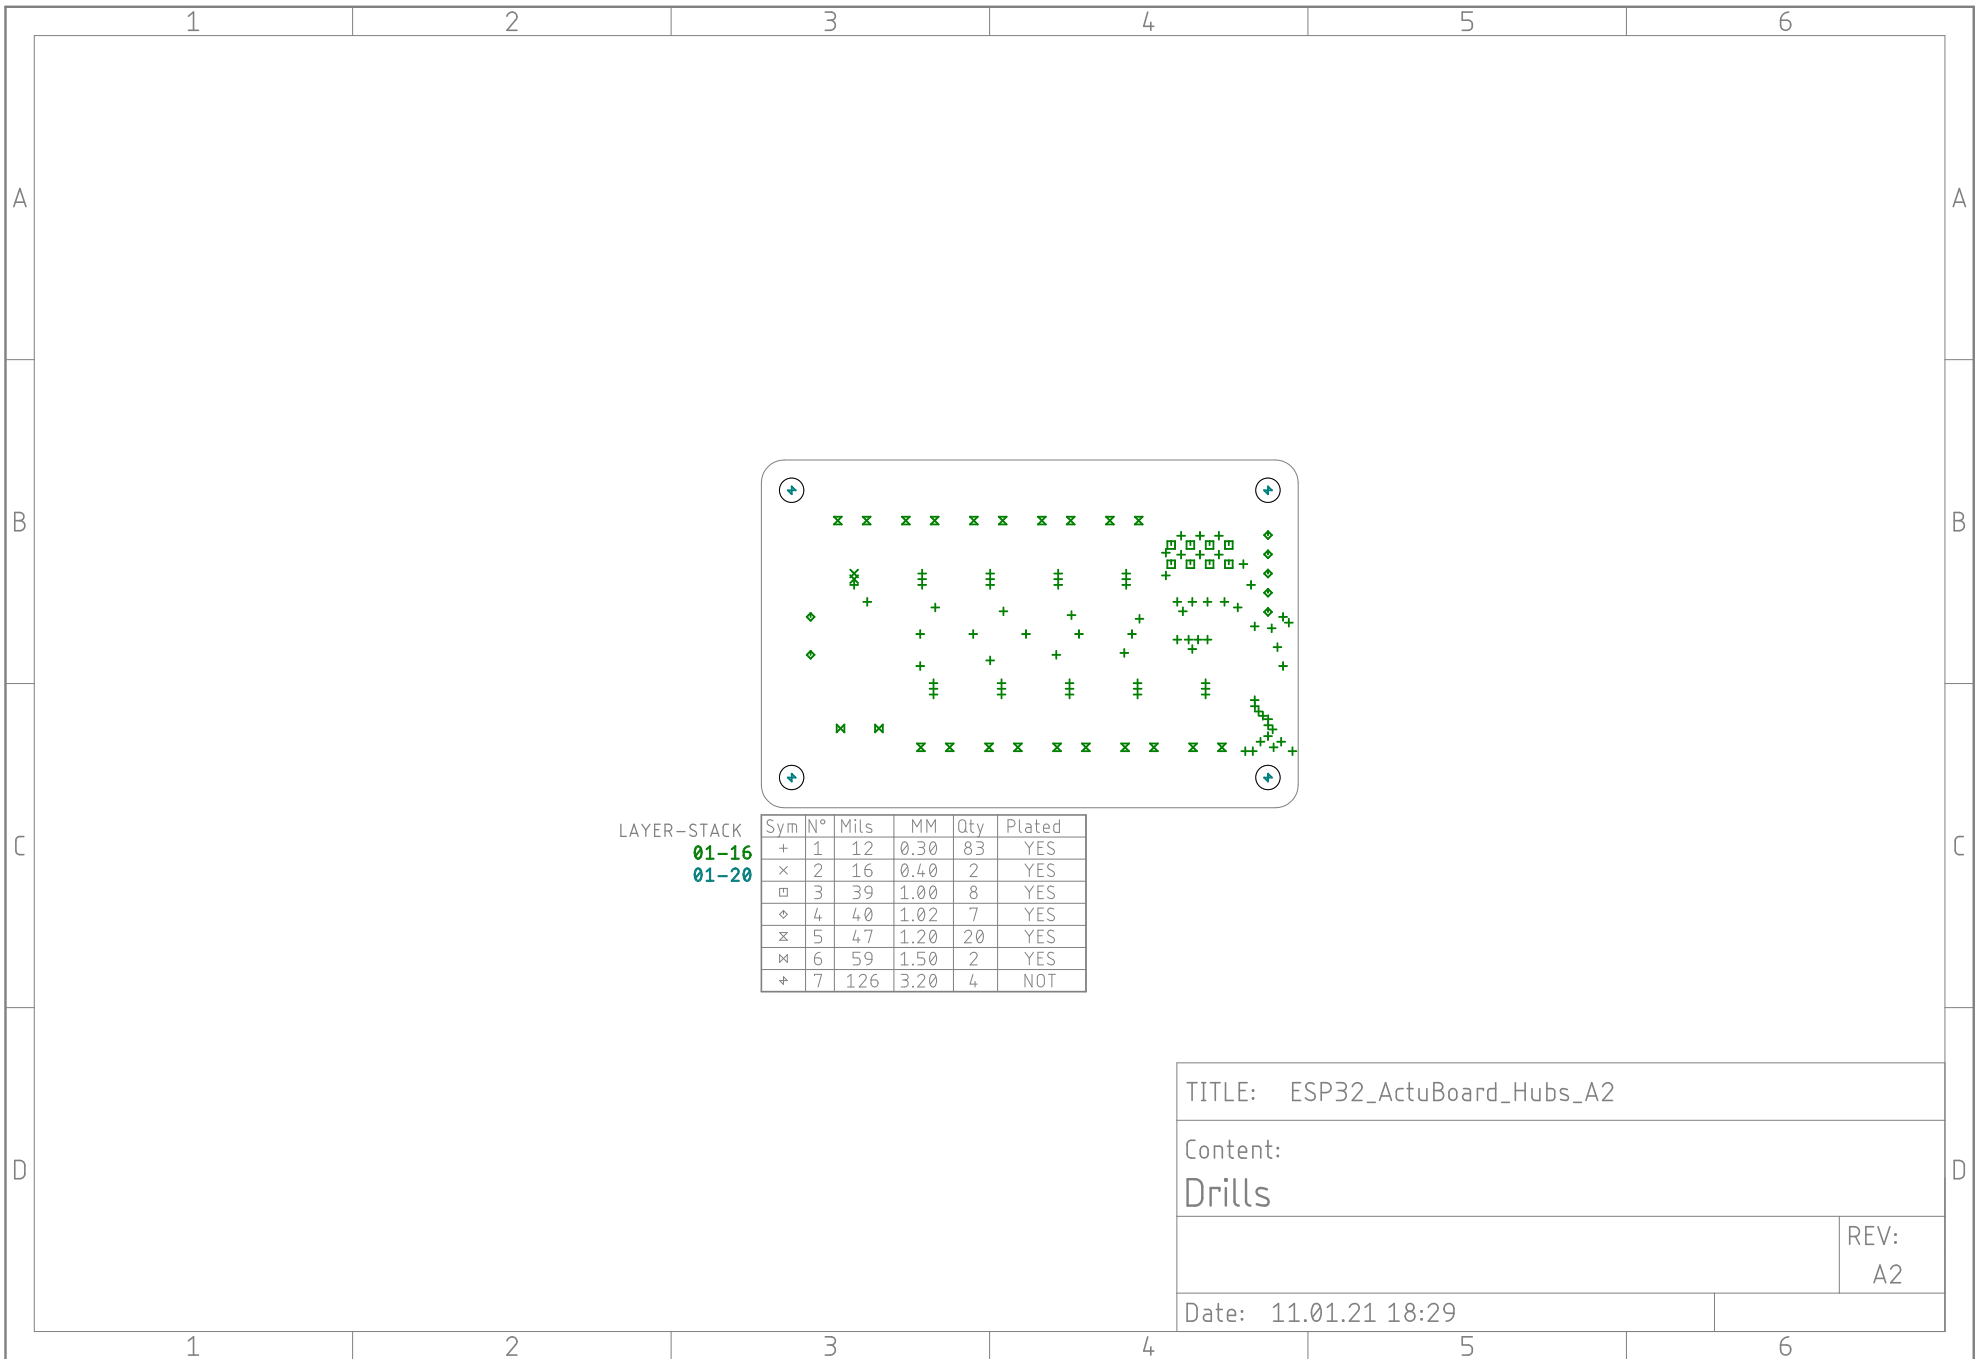 1 2 3 4 5 6
A A
B B
LAYER-STACK
01-16
01-20
Sym N° Mils MM Qty Plated
+ 1 12 0.30 83 YES
× 2 16 0.40 2 YES
3 39 1.00 8 YES
4 40 1.02 7 YES
5 47 1.20 20 YES
6 59 1.50 2 YES
7 126 3.20 4 NOT
C C
TITLE: ESP32_ActuBoard_Hubs_A2
Content:
Drills
D D
REV:
A2
Date: 11.01.21 18:29
1 2 3 4 5 6